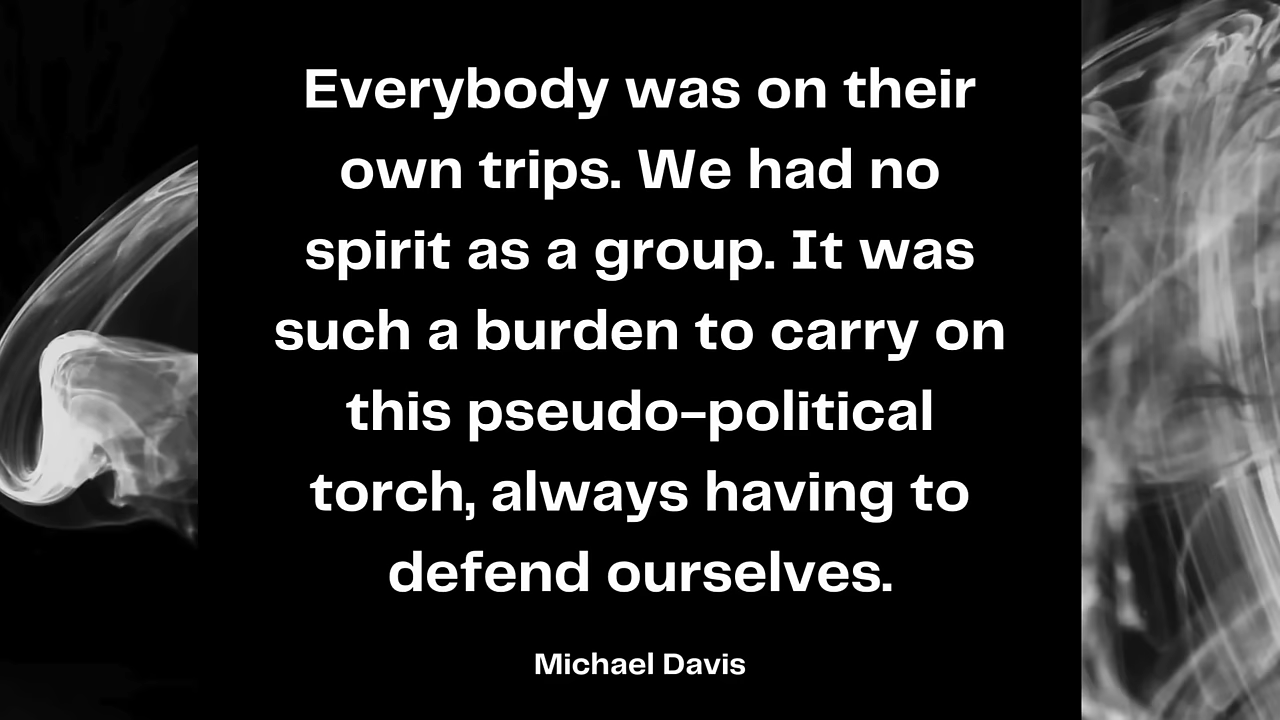 Everybody was on their
own trips. We had no
spirit as a group. It was
such a burden to carry on
this pseudo-political
torch, always having to
defend ourselves.
Michael Davis